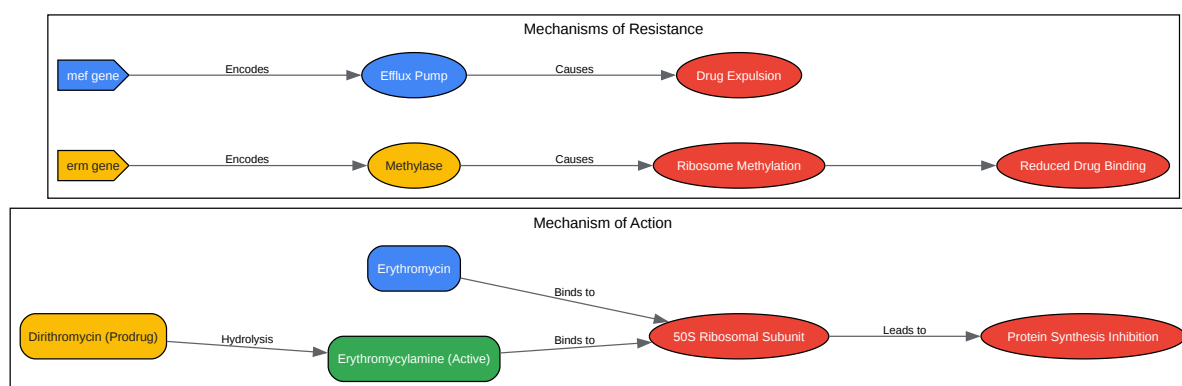 Mechanisms of Resistance
mef gene
Encodes
Efflux Pump
Causes
Drug Expulsion
erm gene
Encodes
Methylase
Causes
Ribosome Methylation
Reduced Drug Binding
Mechanism of Action
Erythromycin
Binds to
Dirithromycin (Prodrug)
Hydrolysis
Erythromycylamine (Active)
Binds to
50S Ribosomal Subunit
Leads to
Protein Synthesis Inhibition